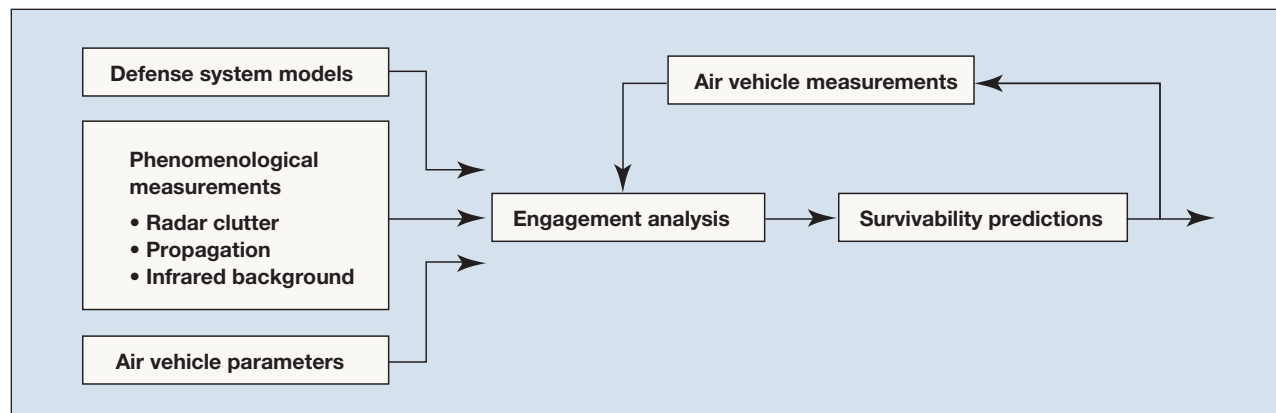 Defense system models
Phenomenological
measurements
• Radar clutter
• Propagation
• Infrared background
Air vehicle parameters
Engagement analysis
Air vehicle measurements
Survivability predictions